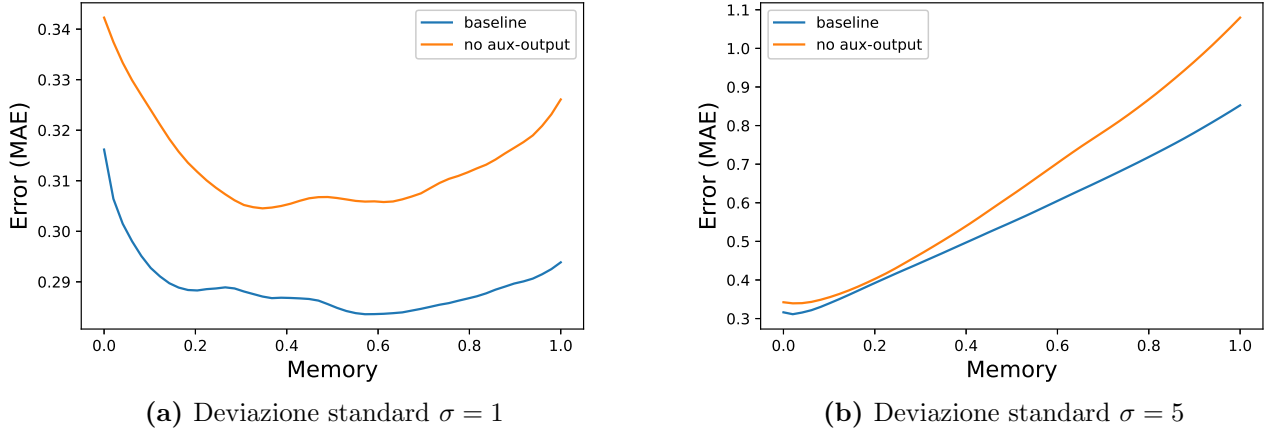 baseline
no aux-output
0.34
0.33
0.32
0.31
0.30
0.29
Error (MAE)
0.0 0.2 0.4 0.6 0.8 1.0
Memory
(a) Deviazione standard σ = 1
baseline
no aux-output
1.1
1.0
0.9
0.8
0.7
0.6
0.5
0.4
0.3
Error (MAE)
0.0 0.2 0.4 0.6 0.8 1.0
Memory
(b) Deviazione standard σ = 5